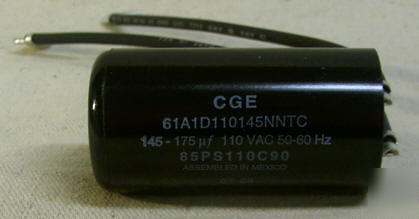 CGE
61A1D110145NNTC
145 - 175 µf 110 VAC 50-60 Hz
85PS110C90
ASSEMBLED IN MEXICO